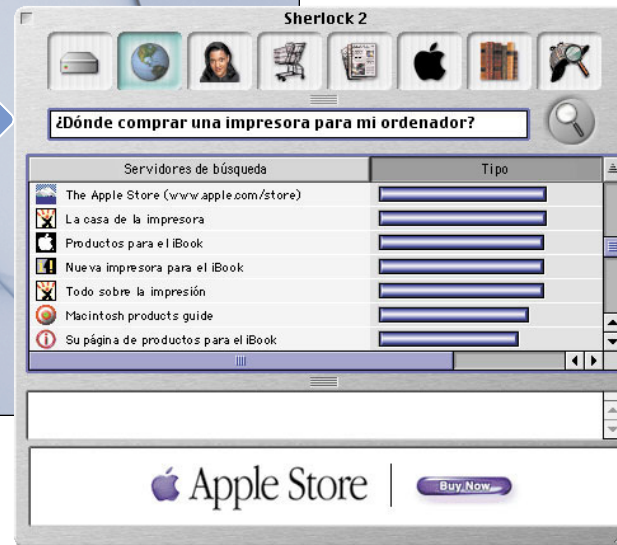 Sherlock 2
¿Dónde comprar una impresora para mi ordenador?
Servidores de búsqueda Tipo
The Apple Store (www.apple.com/store)
La casa de la impresora
Productos para el iBook
Nueva impresora para el iBook
Todo sobre la impresión
Macintosh products guide
Su página de productos para el iBook
Apple Store Buy Now